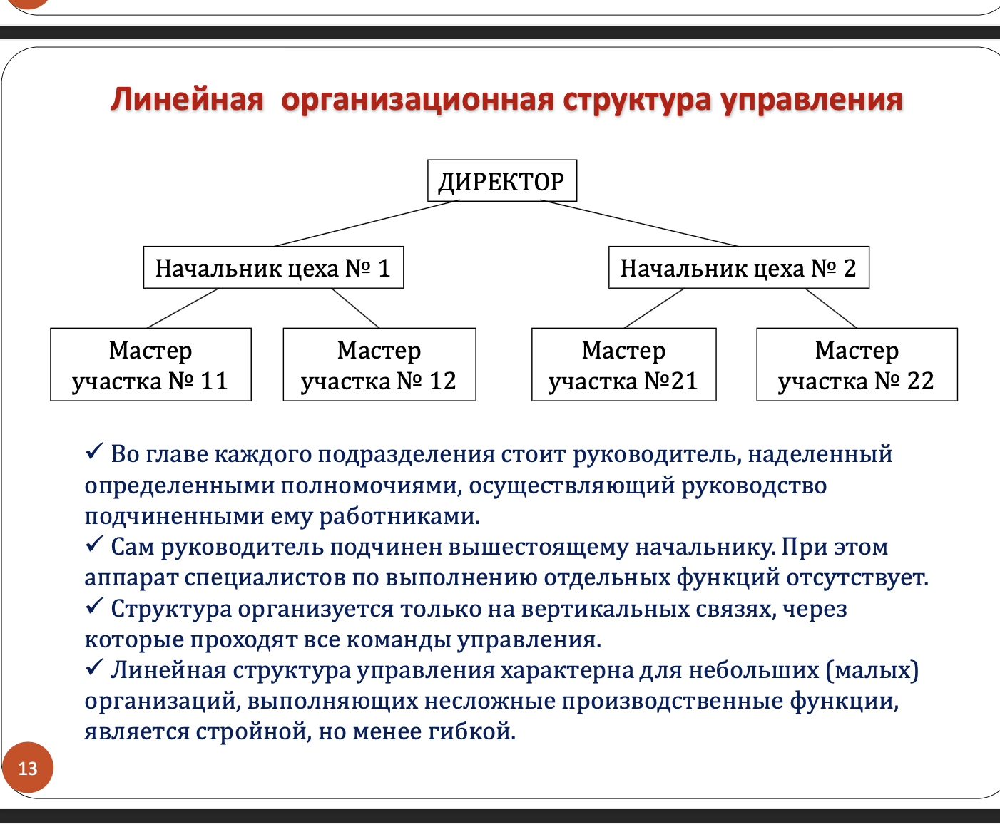 Линейная организационная структура управления
ДИРЕКТОР
Начальник цеха № 1
Начальник цеха № 2
Мастер
участка № 11
Мастер
участка № 12
Мастер
участка №21
Мастер
участка № 22
✓ Во главе каждого подразделения стоит руководитель, наделенный
определенными полномочиями, осуществляющий руководство
подчиненными ему работниками.
✓ Сам руководитель подчинен вышестоящему начальнику. При этом
аппарат специалистов по выполнению отдельных функций отсутствует.
✓ Структура организуется только на вертикальных связях, через
которые проходят все команды управления.
✓ Линейная структура управления характерна для небольших (малых)
организаций, выполняющих несложные производственные функции,
является стройной, но менее гибкой.
13